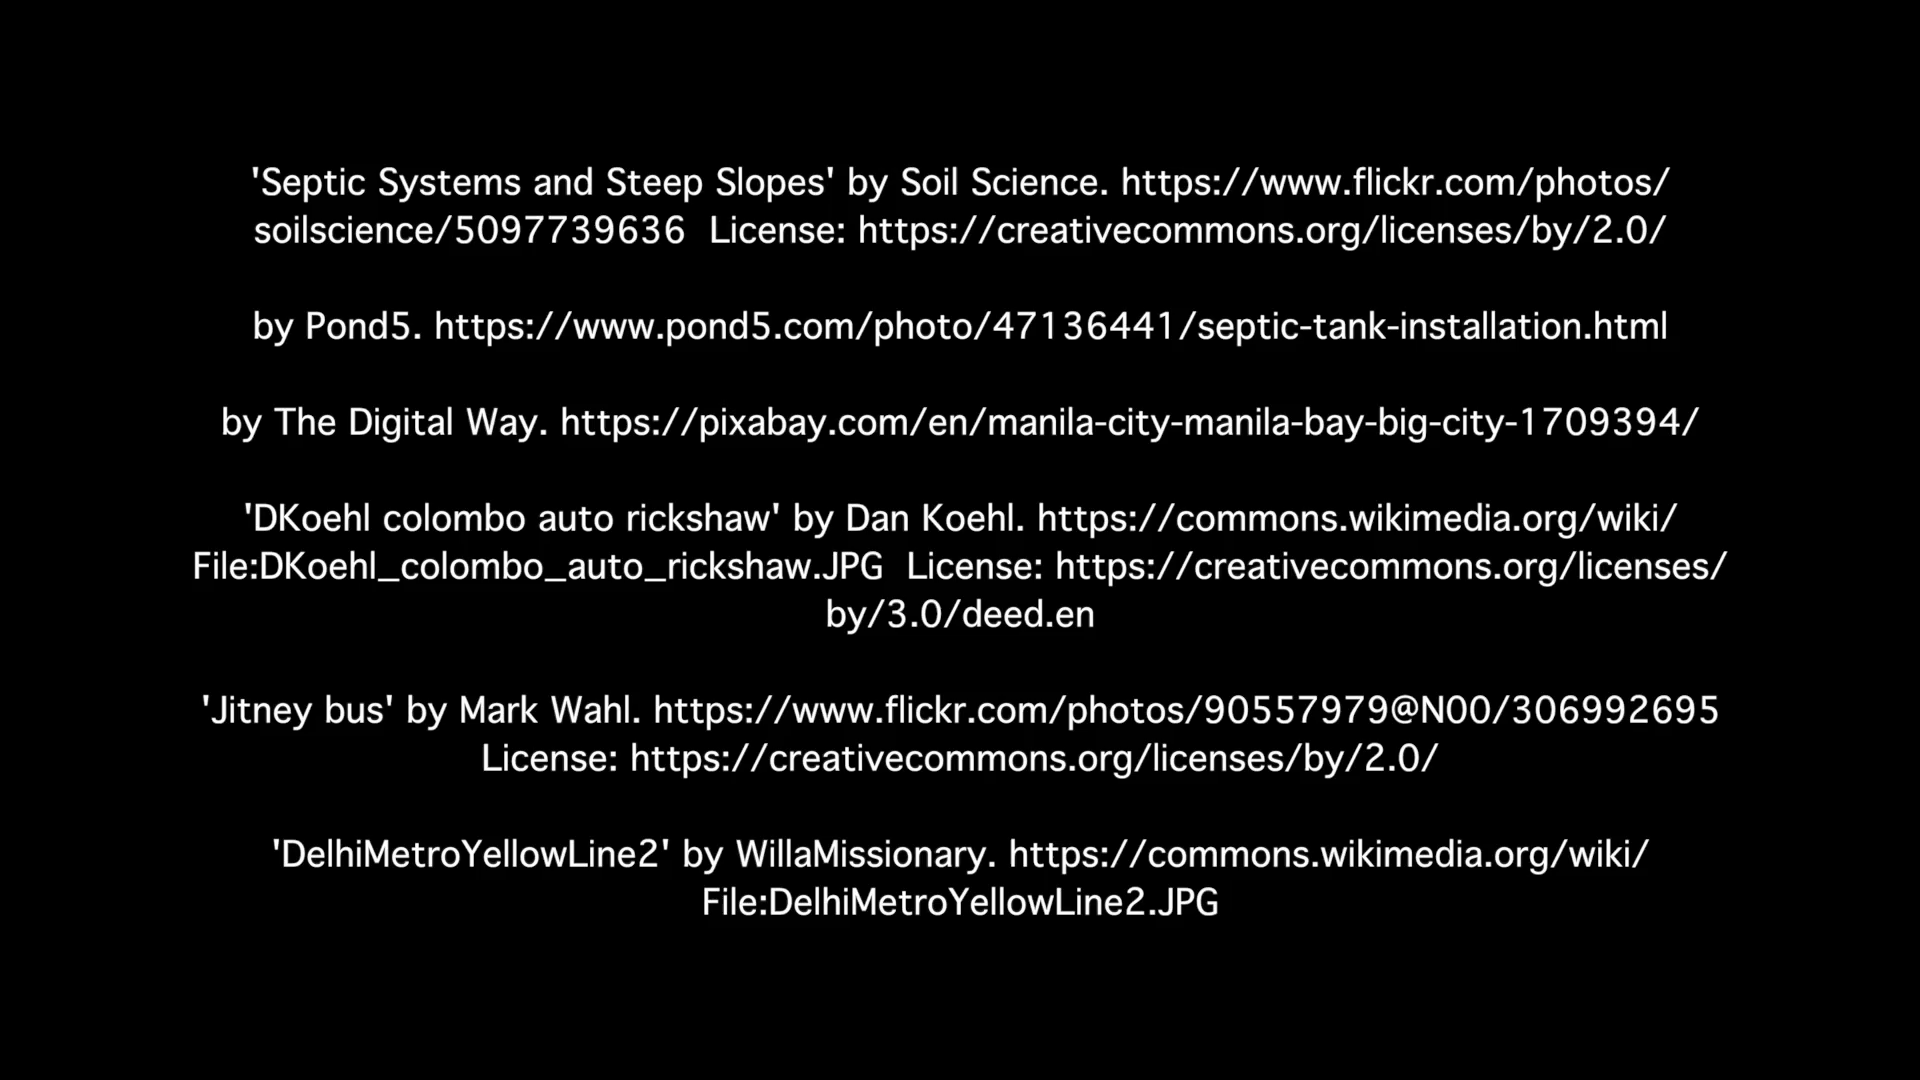 'Septic Systems and Steep Slopes' by Soil Science. https://www.flickr.com/photos/
soilscience/5097739636  License: https://creativecommons.org/licenses/by/2.0/
by Pond5. https://www.pond5.com/photo/47136441/septic-tank-installation.html
by The Digital Way. https://pixabay.com/en/manila-city-manila-bay-big-city-1709394/
'DKoehl colombo auto rickshaw' by Dan Koehl. https://commons.wikimedia.org/wiki/
File:DKoehl_colombo_auto_rickshaw.JPG  License: https://creativecommons.org/licenses/
by/3.0/deed.en
'Jitney bus' by Mark Wahl. https://www.flickr.com/photos/90557979@N00/306992695
License: https://creativecommons.org/licenses/by/2.0/
'DelhiMetroYellowLine2' by WillaMissionary. https://commons.wikimedia.org/wiki/
File:DelhiMetroYellowLine2.JPG